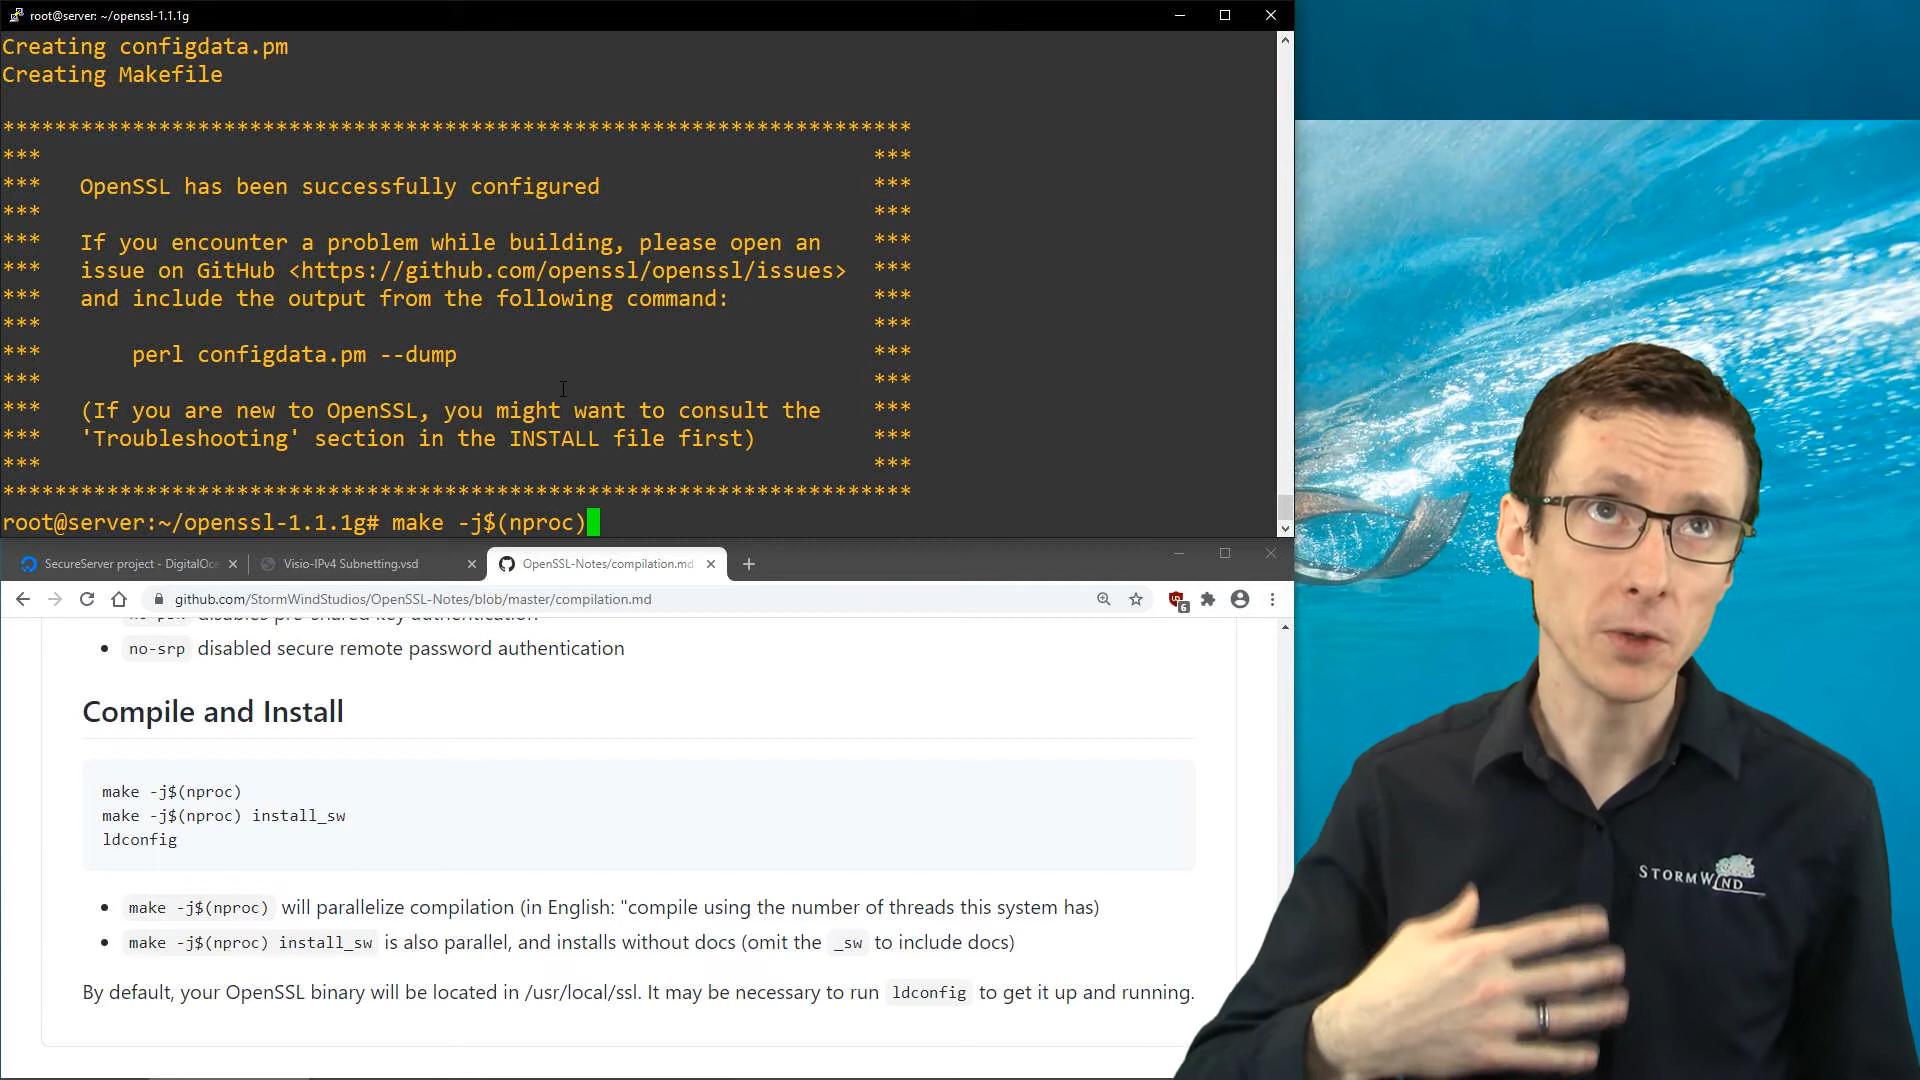 root@server: ~/openssl-1.1.1g
Creating configdata.pm
Creating Makefile
**********************************************************************
*** ***
*** OpenSSL has been successfully configured ***
*** ***
*** If you encounter a problem while building, please open an ***
*** issue on GitHub <https://github.com/openssl/openssl/issues> ***
*** and include the output from the following command: ***
*** ***
*** perl configdata.pm --dump ***
*** ***
*** (If you are new to OpenSSL, you might want to consult the ***
*** 'Troubleshooting' section in the INSTALL file first) ***
*** ***
**********************************************************************
root@server:~/openssl-1.1.1g# make -j$(nproc)
SecureServer project - DigitalOce
Visio-IPv4 Subnetting.vsd
OpenSSL-Notes/compilation.md
github.com/StormWindStudios/OpenSSL-Notes/blob/master/compilation.md
6
no-psk disables pre-shared key authentication
no-srp disabled secure remote password authentication
Compile and Install
make -j$(nproc)
make -j$(nproc) install_sw
ldconfig
make -j$(nproc) will parallelize compilation (in English: "compile using the number of threads this system has)
make -j$(nproc) install_sw is also parallel, and installs without docs (omit the _sw to include docs)
By default, your OpenSSL binary will be located in /usr/local/ssl. It may be necessary to run ldconfig to get it up and running.
STORMWIND